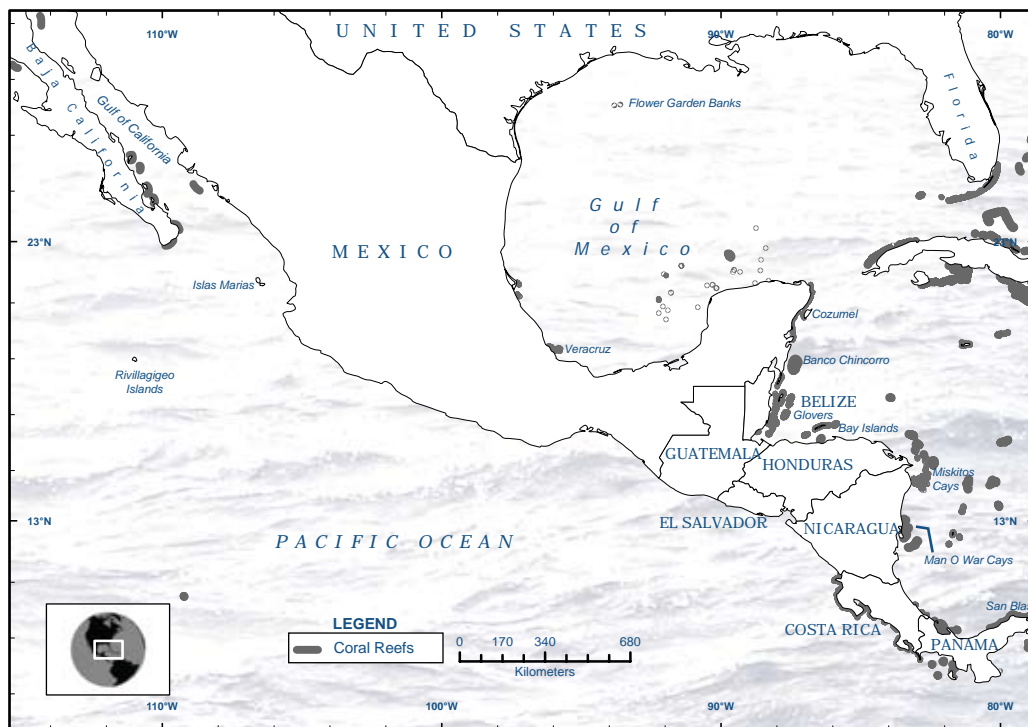 110°W
UNITED STATES
90°W
80°W
Baja California
Gulf of California
Flower Garden Banks
Florida
Gulf
of
Mexico
23°N
MEXICO
23°N
Islas Marias
Cozumel
Veracruz
Banco Chincorro
Rivillagigeo
Islands
BELIZE
Glovers
Bay Islands
GUATEMALA
HONDURAS
Miskitos
Cays
13°N
EL SALVADOR
NICARAGUA
13°N
PACIFIC OCEAN
Man O War Cays
San Blas
LEGEND
Coral Reefs
0 170 340 680
Kilometers
COSTA RICA
PANAMA
110°W
100°W
90°W
80°W